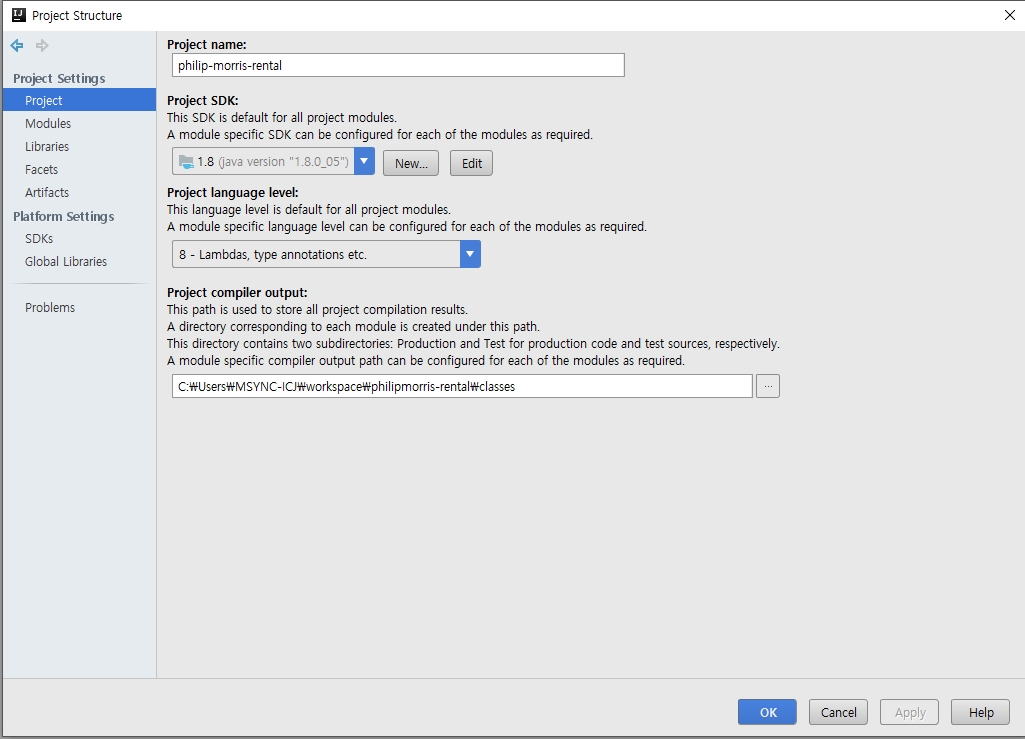 Project Structure
Project Settings
Project
Modules
Libraries
Facets
Artifacts
Platform Settings
SDKs
Global Libraries
Problems
Project name:
philip-morris-rental
Project SDK:
This SDK is default for all project modules.
A module specific SDK can be configured for each of the modules as required.
1.8 (java version "1.8.0_05") New... Edit
Project language level:
This language level is default for all project modules.
A module specific language level can be configured for each of the modules as required.
8 - Lambdas, type annotations etc.
Project compiler output:
This path is used to store all project compilation results.
A directory corresponding to each module is created under this path.
This directory contains two subdirectories: Production and Test for production code and test sources, respectively.
A module specific compiler output path can be configured for each of the modules as required.
C:₩Users₩MSYNC-ICJ₩workspace₩philipmorris-rental₩classes ...
OK Cancel Apply Help